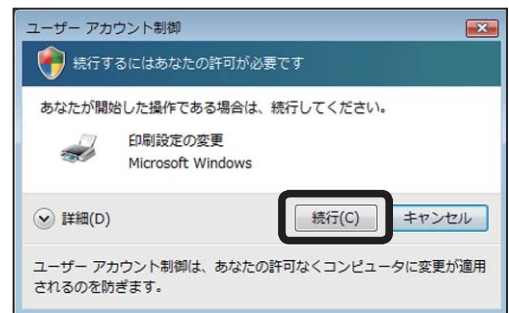 ユーザー アカウント制御
続行するにはあなたの許可が必要です
あなたが開始した操作である場合は、続行してください。
印刷設定の変更
Microsoft Windows
詳細(D)
続行(C)
キャンセル
ユーザー アカウント制御は、あなたの許可なくコンピュータに変更が適用
されるのを防ぎます。